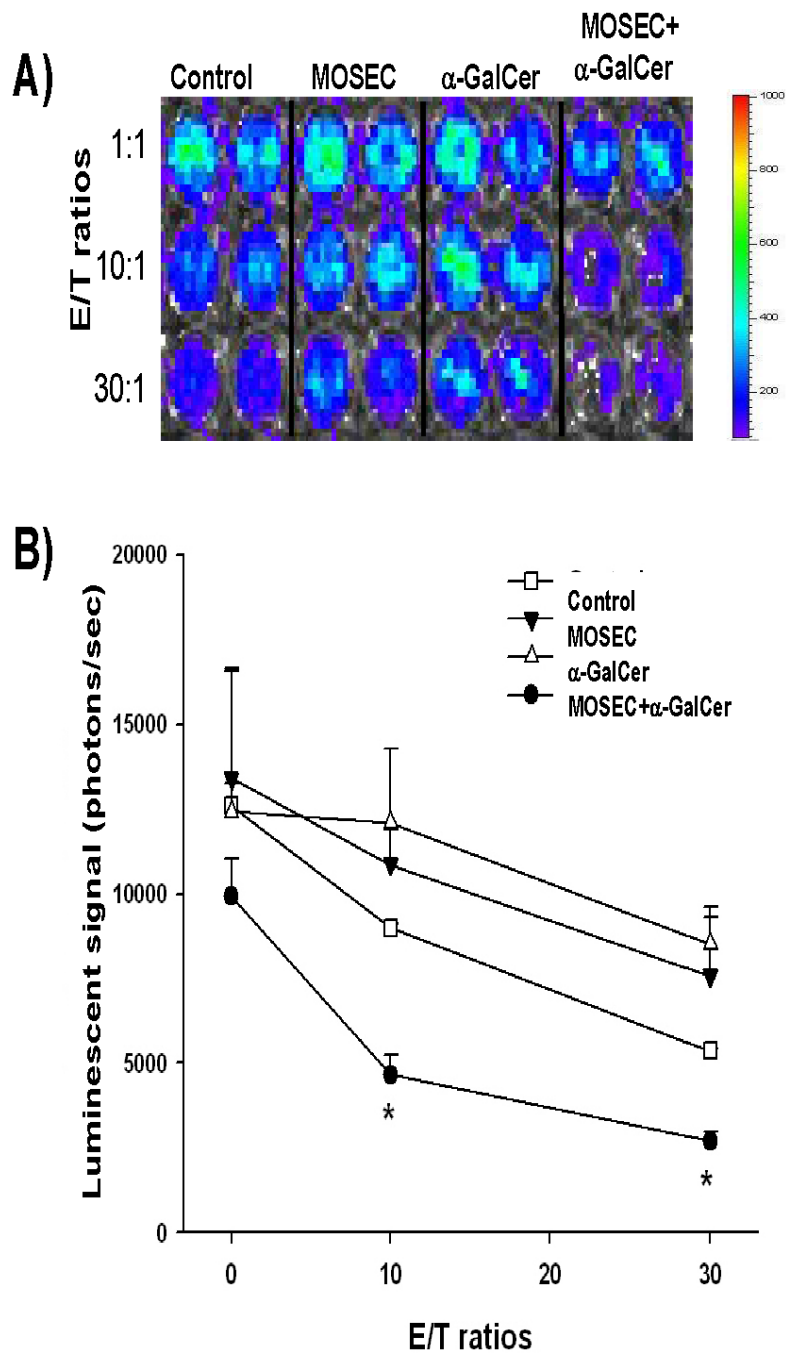 A)
Control
MOSEC
α-GalCer
MOSEC+
α-GalCer
E/T ratios
1:1
10:1
30:1
1000
800
600
400
200
B)
Luminescent signal (photons/sec)
20000
15000
10000
5000
0
Control
MOSEC
α-GalCer
MOSEC+α-GalCer
*
*
0
10
20
30
E/T ratios